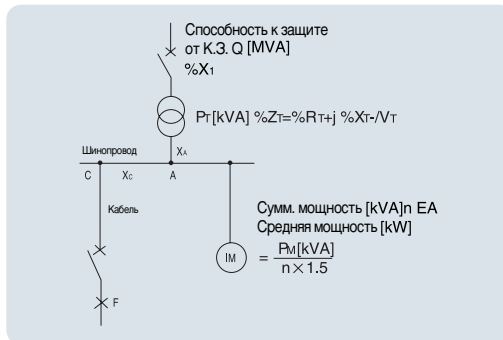 Способность к защите
от К.З. Q [MVA]
%X1
PT[kVA] %ZT=%RT+j %XT-/VT
Шинопровод
XA
C
XC
A
Кабель
Сумм. мощность [kVA]n EA
Средняя мощность [kW]
IM
= PM[kVA]
n×1.5
F